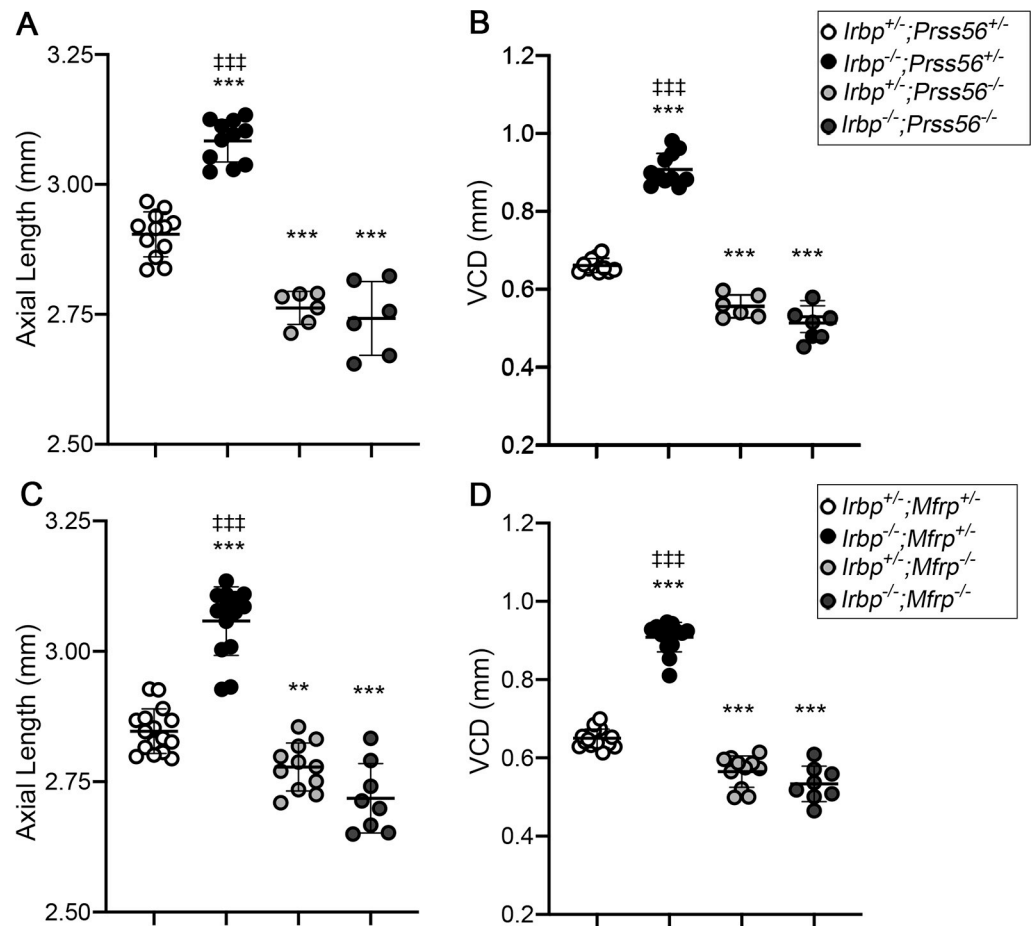 A
Axial Length (mm)
3.25
3.00
2.75
2.50
‡‡‡
***
***
***
B
VCD (mm)
1.2
1.0
0.8
0.6
0.4
0.2
‡‡‡
***
***
***
Irbp+/-;Prss56+/-
Irbp-/-;Prss56+/-
Irbp+/-;Prss56-/-
Irbp-/-;Prss56-/-
C
Axial Length (mm)
3.25
3.00
2.75
2.50
‡‡‡
***
**
***
D
VCD (mm)
1.2
1.0
0.8
0.6
0.4
0.2
‡‡‡
***
***
***
Irbp+/-;Mfrp+/-
Irbp-/-;Mfrp+/-
Irbp+/-;Mfrp-/-
Irbp-/-;Mfrp-/-